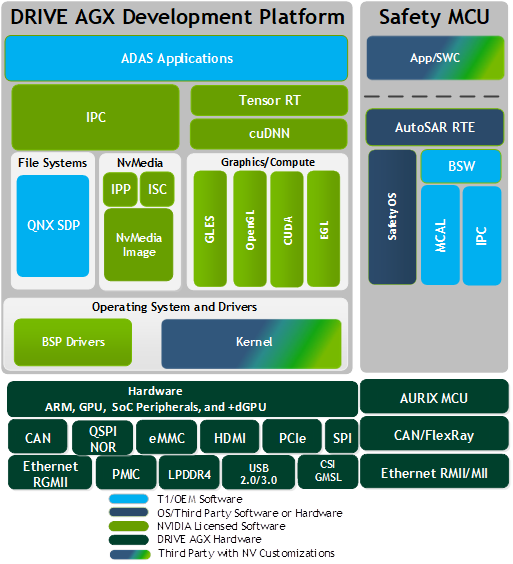 DRIVE AGX Development Platform
Safety MCU
ADAS Applications
App/SWC
IPC
Tensor RT
cuDNN
AutoSAR RTE
File Systems
NvMedia
Graphics/Compute
QNX SDP
IPP
ISC
NvMedia
Image
GLES
OpenGL
CUDA
EGL
Safety OS
BSW
MCAL
IPC
Operating System and Drivers
BSP Drivers
Kernel
Hardware
ARM, GPU, SoC Peripherals, and +dGPU
AURIX MCU
CAN
QSPI
NOR
eMMC
HDMI
PCIe
SPI
CAN/FlexRay
Ethernet
RGMII
PMIC
LPDDR4
USB
2.0/3.0
CSI
GMSL
Ethernet RMII/MII
T1/OEM Software
OS/Third Party Software or Hardware
NVIDIA Licensed Software
DRIVE AGX Hardware
Third Party with NV Customizations